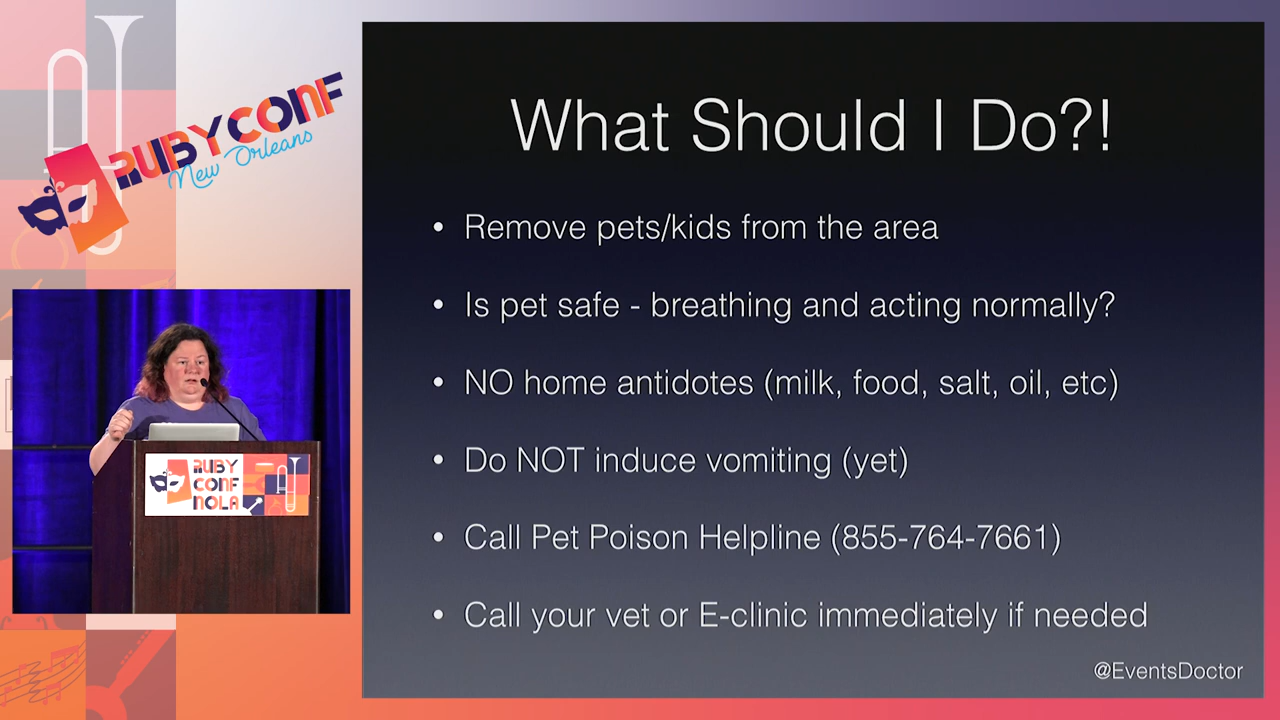 RUBYCONF
New Orleans
RUBY
CONF
NOLA
What Should I Do?!
• Remove pets/kids from the area
• Is pet safe - breathing and acting normally?
• NO home antidotes (milk, food, salt, oil, etc)
• Do NOT induce vomiting (yet)
• Call Pet Poison Helpline (855-764-7661)
• Call your vet or E-clinic immediately if needed
@EventsDoctor